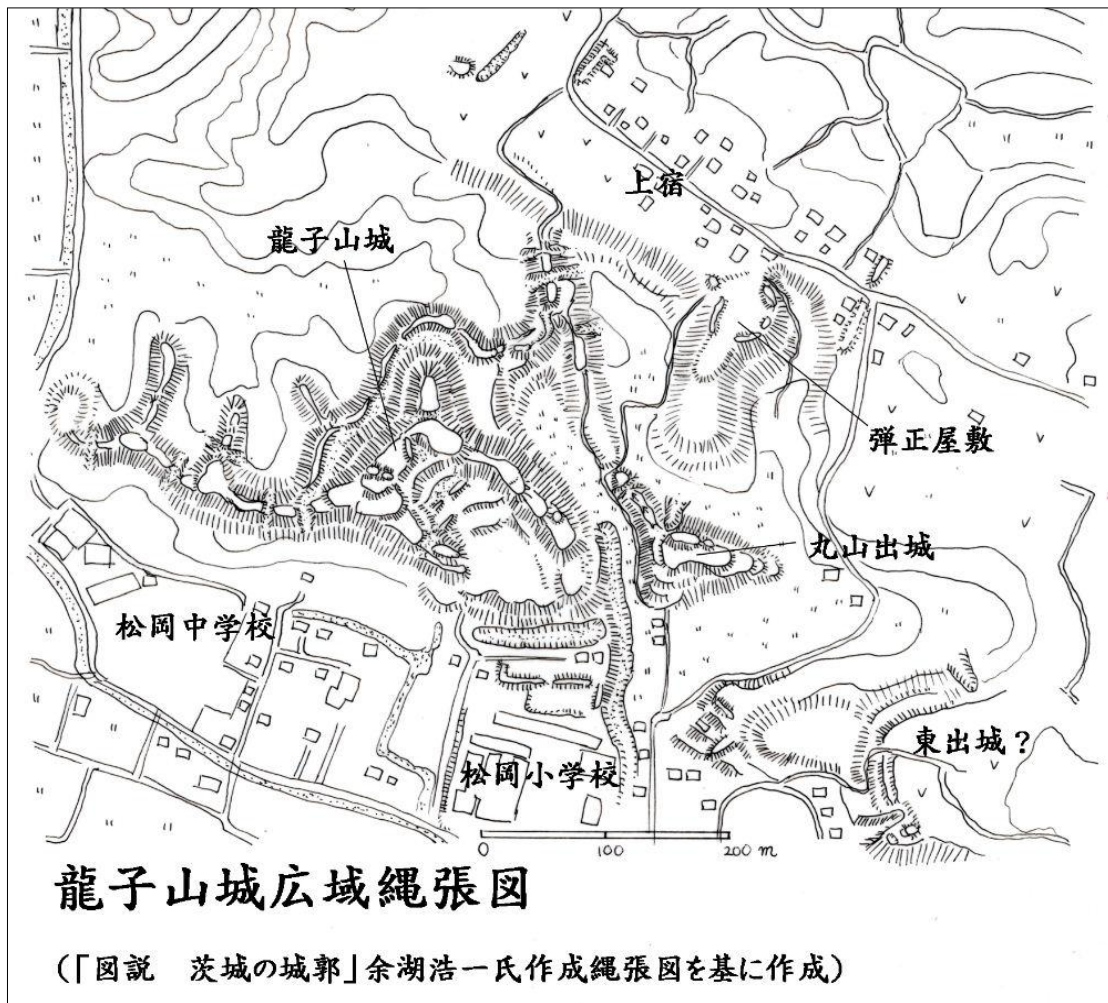 上宿
龍子山城
弾正屋敷
丸山出城
松岡中学校
東出城？
松岡小学校
0 100 200 m
龍子山城広域縄張図
（「図説　茨城の城郭」余湖浩一氏作成縄張図を基に作成）